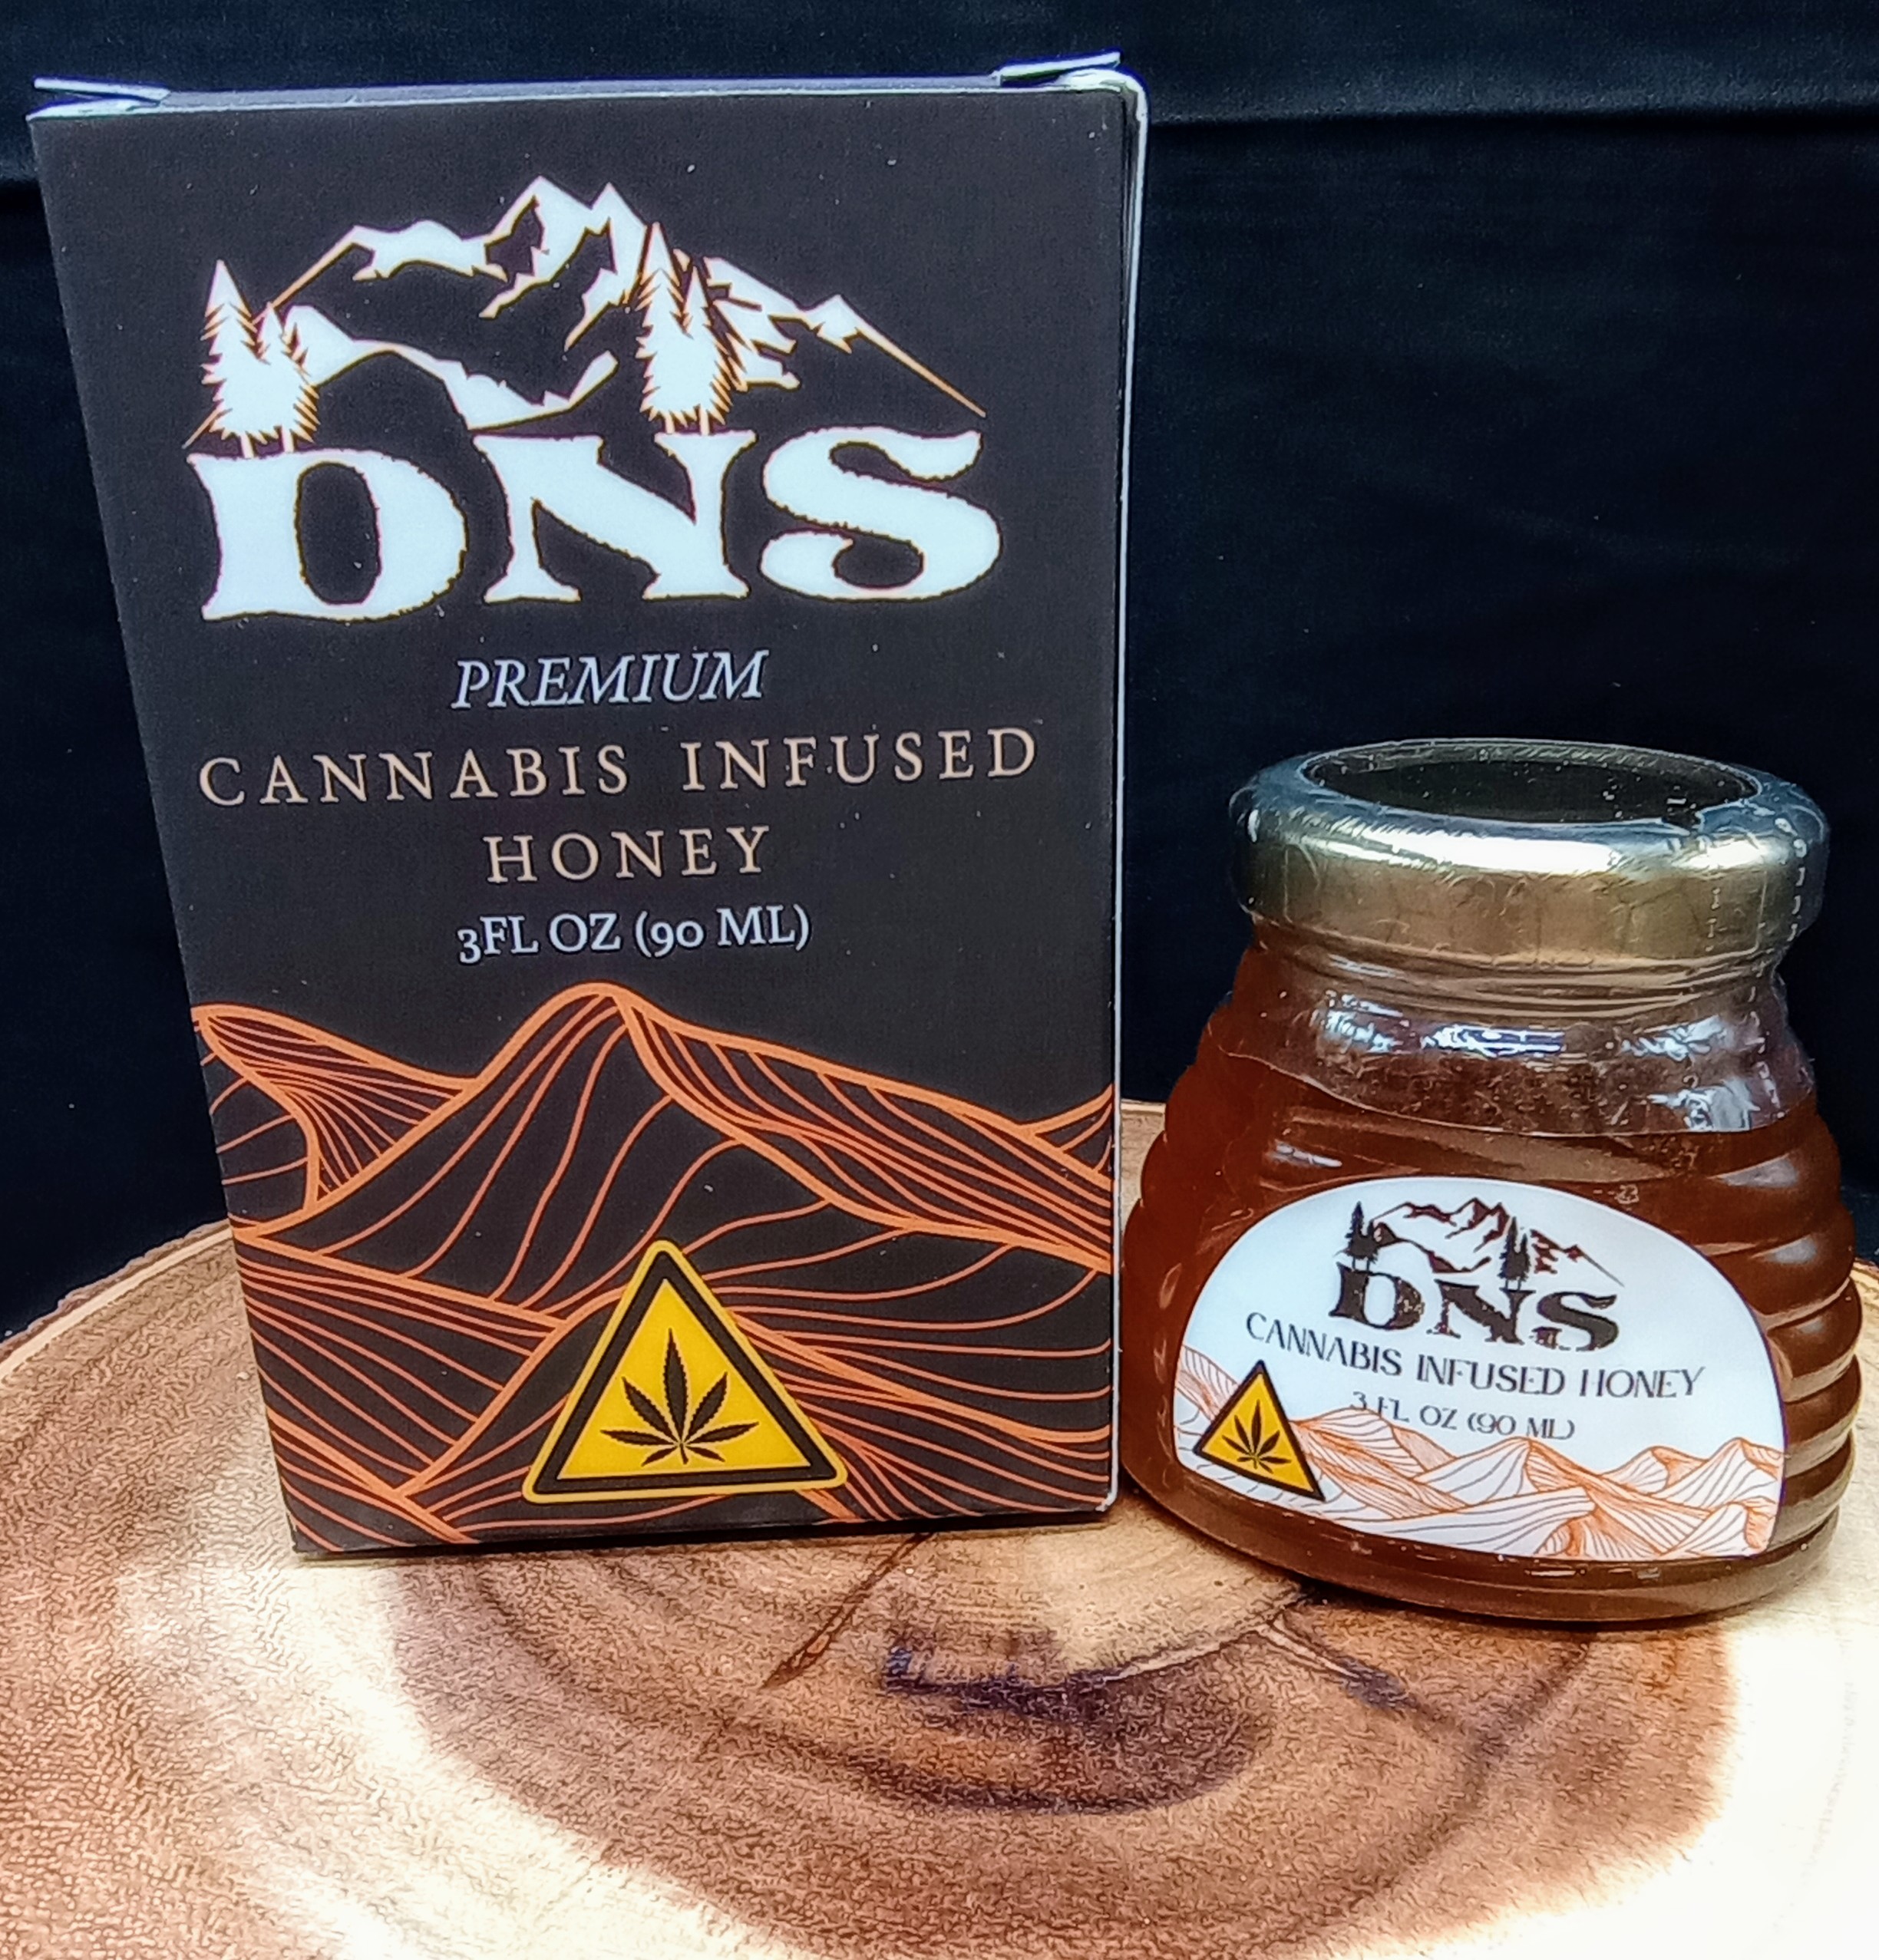 DNS
PREMIUM
CANNABIS INFUSED
HONEY
3FL OZ (90 ML)
DNS
CANNABIS INFUSED HONEY
3 FL OZ (90 ML)